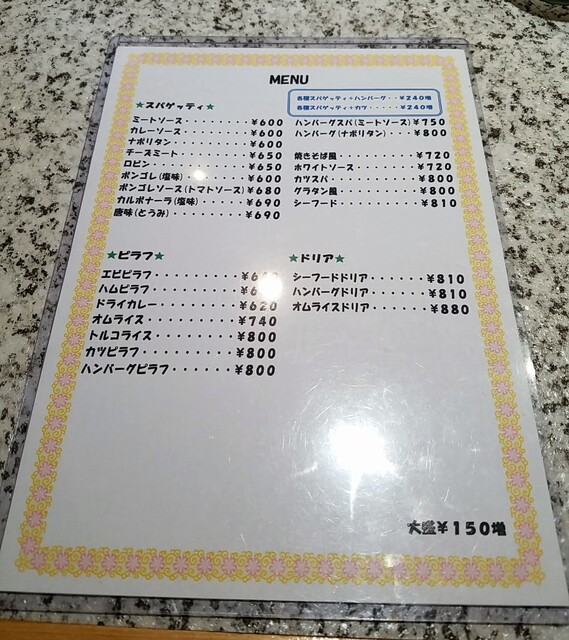 MENU
★スパゲッティ★
ミートソース・・・・・・・・¥600
カレーソース・・・・・・・・¥600
ナポリタン・・・・・・・・・¥600
チーズミート・・・・・・・・¥650
ロビン・・・・・・・・・・・¥650
ボンゴレ(塩味)・・・・・・¥600
ボンゴレソース(トマトソース)¥680
カルボナーラ(塩味)・・・・¥690
唐味(とうみ)・・・・・・・・¥690
各種スパゲッティ+ハンバーグ・・¥240増
各種スパゲッティ+カツ・・・・・¥240増
ハンバーグスパ(ミートソース)¥750
ハンバーグ(ナポリタン)・・・¥800
焼きそば風・・・・・・・・・¥720
ホワイトソース・・・・・・・¥720
カツスパ・・・・・・・・・・¥800
グラタン風・・・・・・・・・¥800
シーフード・・・・・・・・・¥810
★ピラフ★
エビピラフ・・・・・・・・・¥6
ハムピラフ・・・・・・・・・¥6
ドライカレー・・・・・・・・¥620
オムライス・・・・・・・・・¥740
トルコライス・・・・・・・・¥800
カツピラフ・・・・・・・・・¥800
ハンバーグピラフ・・・・・・¥800
★ドリア★
シーフードドリア・・・・・・¥810
ハンバーグドリア・・・・・・¥810
オムライスドリア・・・・・・¥880
大盛¥150増